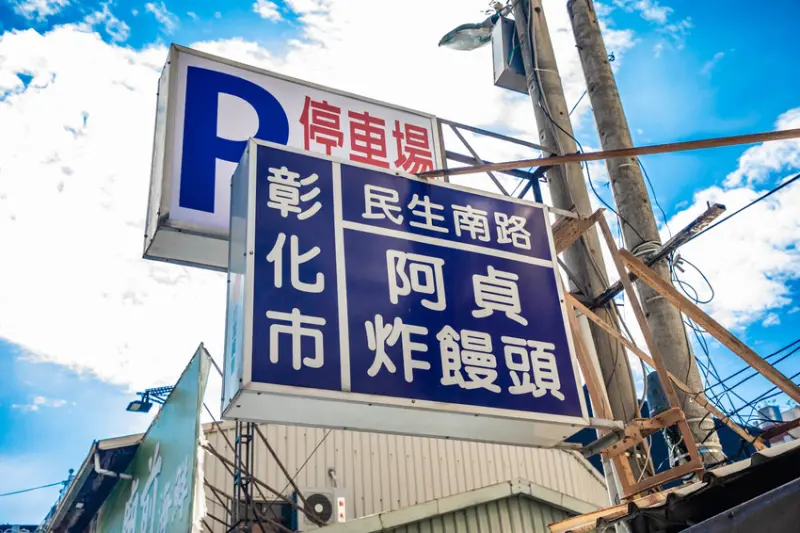 P 停車場
彰化市
民生南路
阿貞
炸饅頭